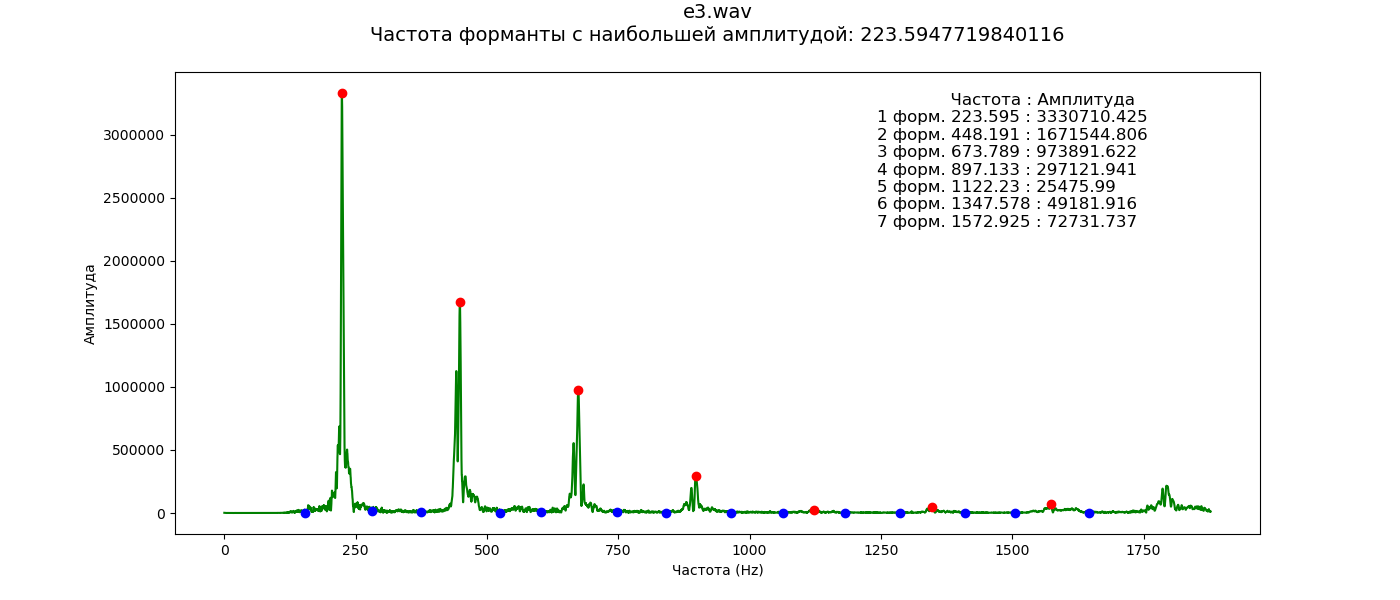 e3.wav
Частота форманты с наибольшей амплитудой: 223.5947719840116
Частота : Амплитуда
1 форм. 223.595 : 3330710.425
2 форм. 448.191 : 1671544.806
3 форм. 673.789 : 973891.622
4 форм. 897.133 : 297121.941
5 форм. 1122.23 : 25475.99
6 форм. 1347.578 : 49181.916
7 форм. 1572.925 : 72731.737
Амплитуда
3000000
2500000
2000000
1500000
1000000
500000
0
0 250 500 750 1000 1250 1500 1750
Частота (Hz)